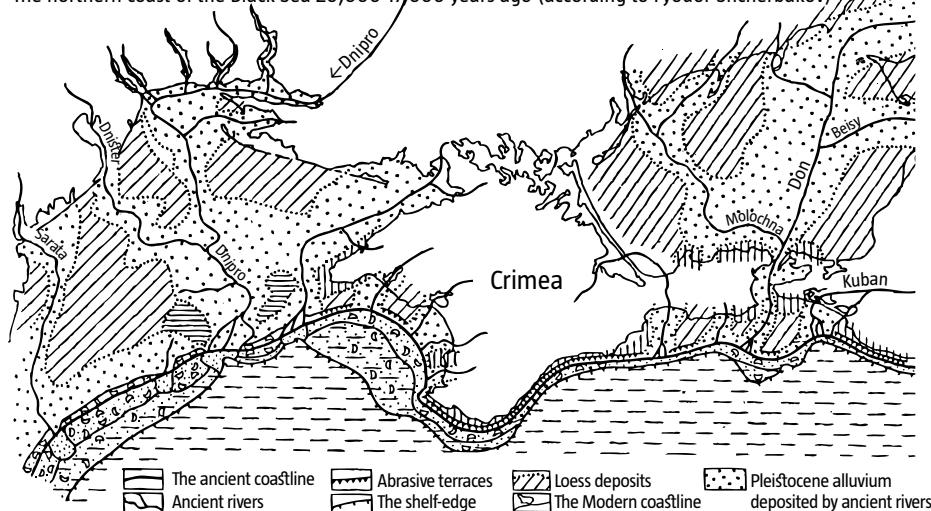 The northern coast of the Black Sea 20,000-17,000 years ago (according to Fyodor Shcherbakov)
←Dnipro
Dnister
Beisy
Don
Molochna
Sarata
Dnipro
Crimea
Kuban
The ancient coastline
Abrasive terraces
Loess deposits
Pleistocene alluvium
deposited by ancient rivers
Ancient rivers
The shelf-edge
The Modern coastline